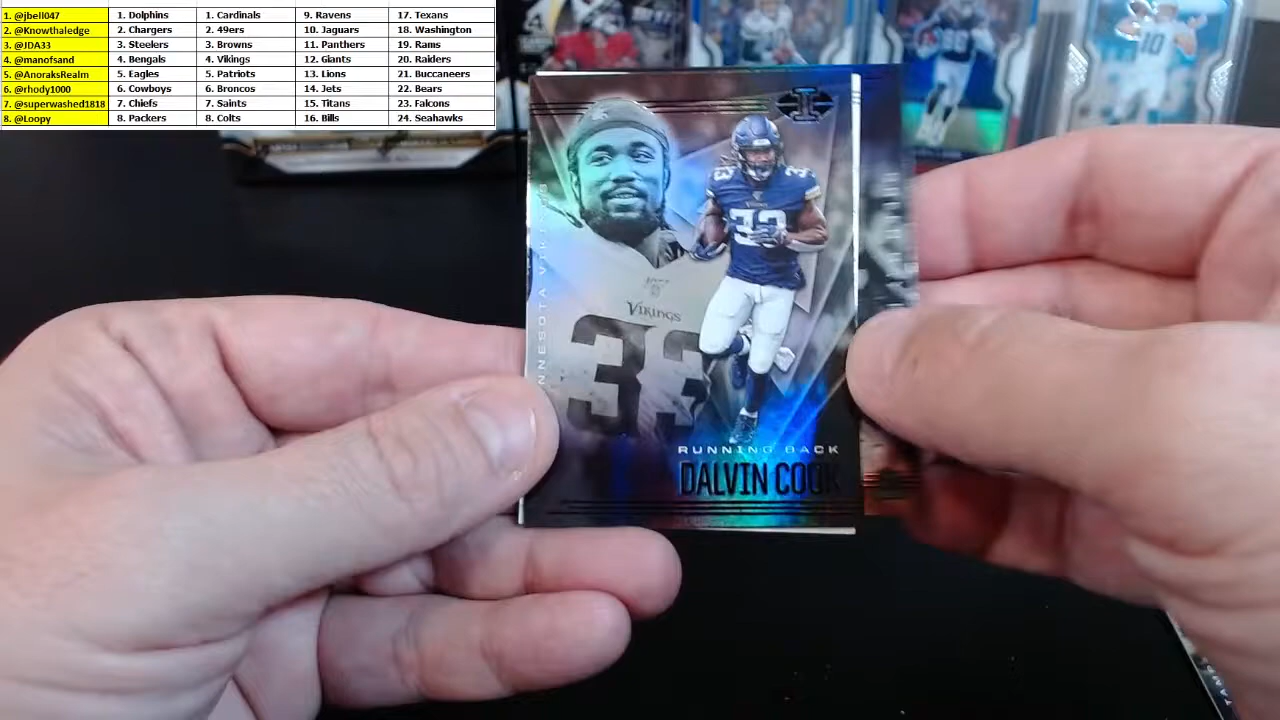 1. @jbell047 1. Dolphins 1. Cardinals 9. Ravens 17. Texans
2. @Knowthaledge 2. Chargers 2. 49ers 10. Jaguars 18. Washington
3. @JDA33 3. Steelers 3. Browns 11. Panthers 19. Rams
4. @manofsand 4. Bengals 4. Vikings 12. Giants 20. Raiders
5. @AnoraksRealm 5. Eagles 5. Patriots 13. Lions 21. Buccaneers
6. @rhody1000 6. Cowboys 6. Broncos 14. Jets 22. Bears
7. @superwashed1818 7. Chiefs 7. Saints 15. Titans 23. Falcons
8. @Loopy 8. Packers 8. Colts 16. Bills 24. Seahawks
33
VIKINGS
33
VIKINGS
33
RUNNING BACK
DALVIN COOK